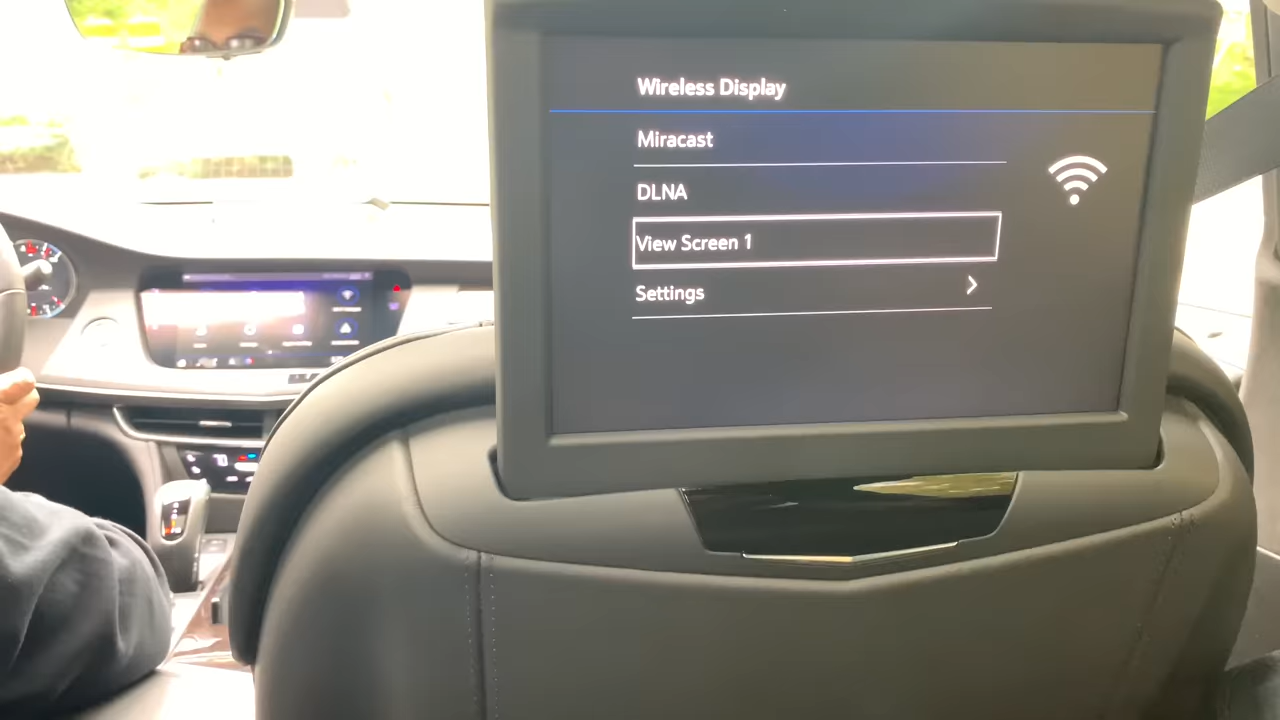 Wireless Display
Miracast
DLNA
View Screen 1
Settings